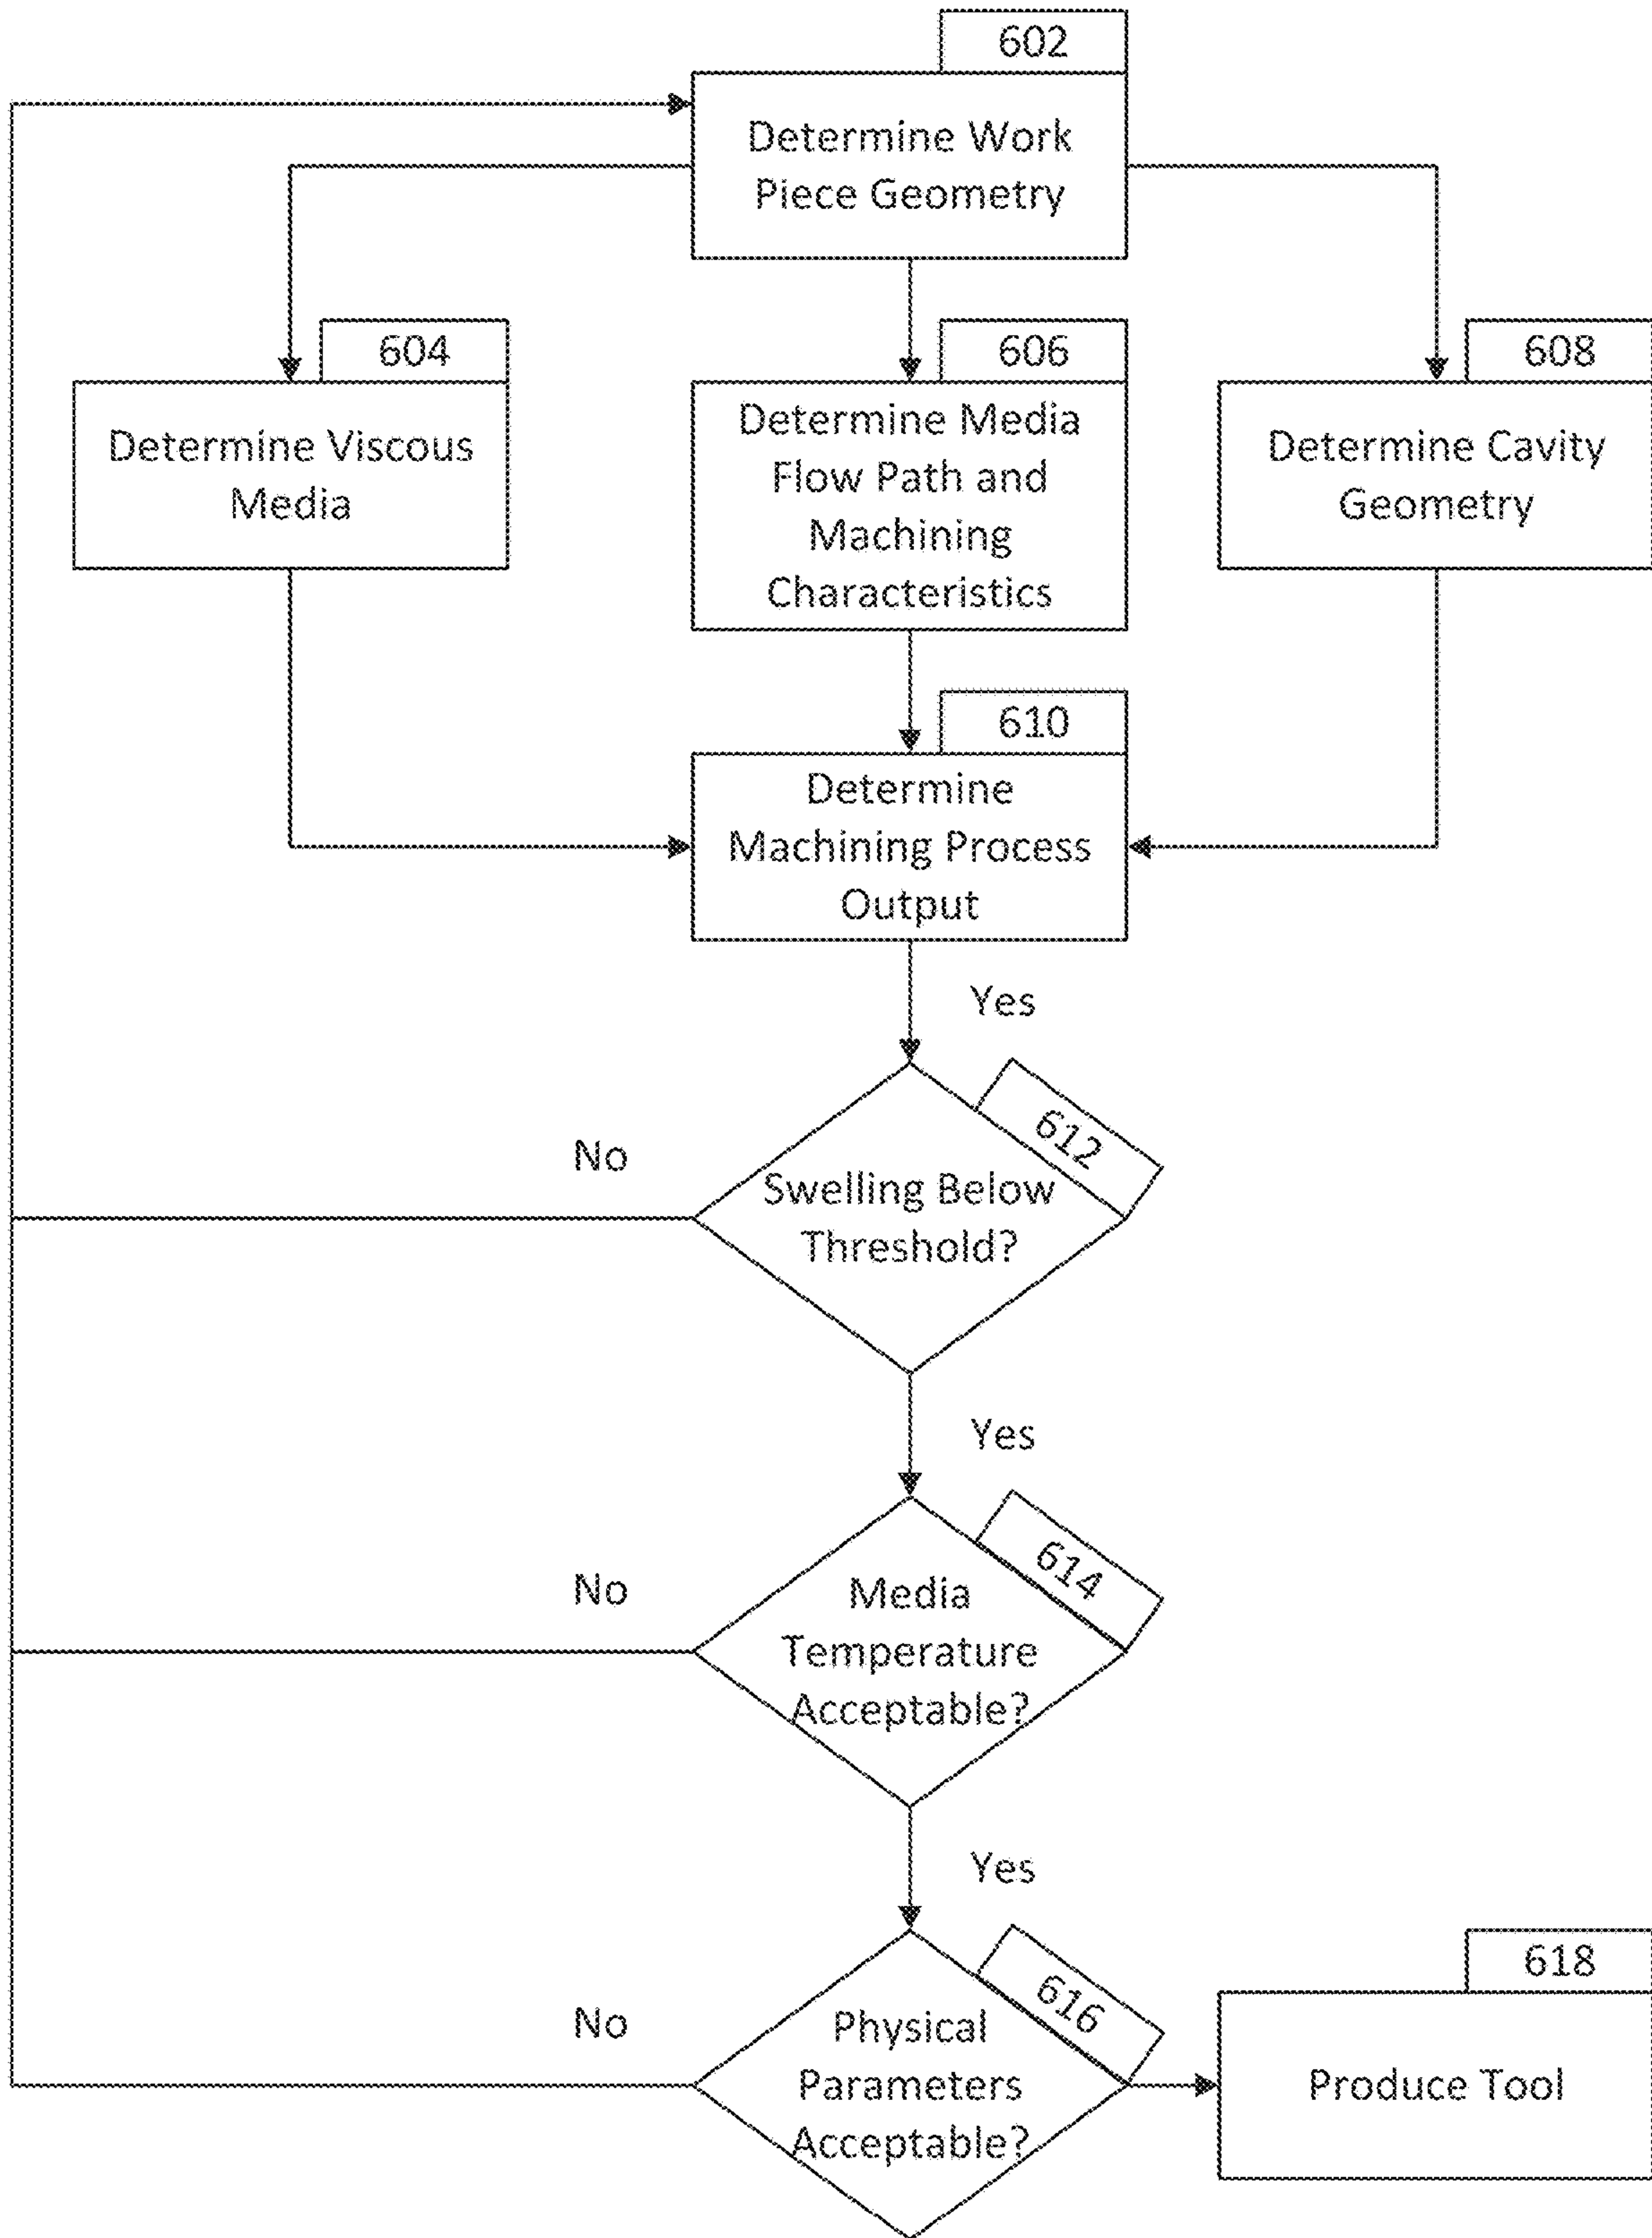 602
Determine Work
Piece Geometry
604
Determine Viscous
Media
606
Determine Media
Flow Path and
Machining
Characteristics
608
Determine Cavity
Geometry
610
Determine
Machining Process
Output
Yes
612
No
Swelling Below
Threshold?
Yes
614
No
Media
Temperature
Acceptable?
Yes
616
No
Physical
Parameters
Acceptable?
618
Produce Tool